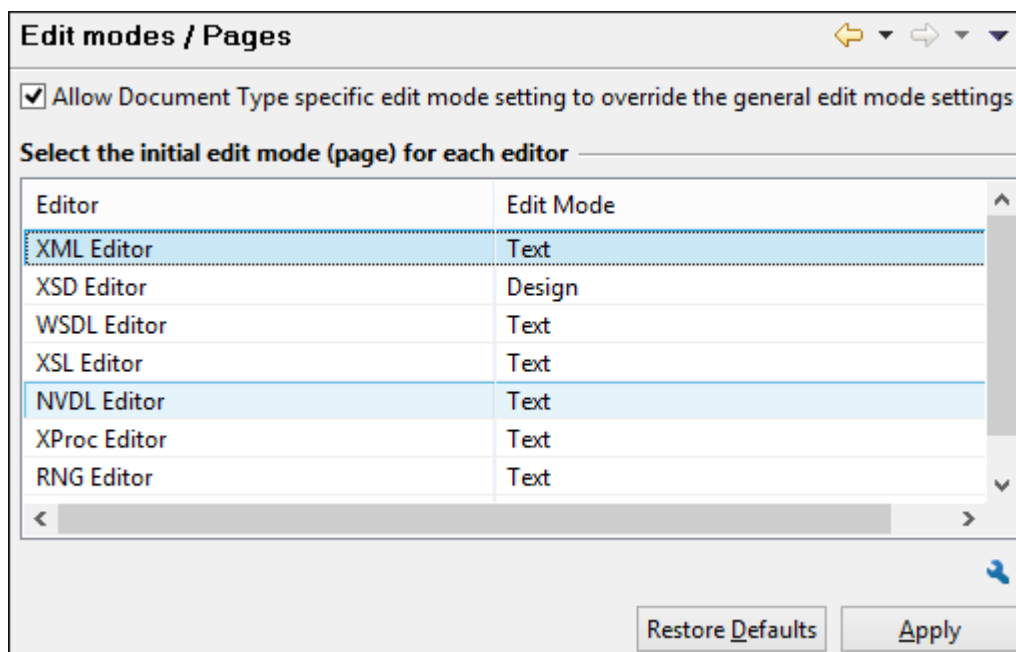 Edit modes / Pages
Allow Document Type specific edit mode setting to override the general edit mode settings
Select the initial edit mode (page) for each editor
Editor Edit Mode
XML Editor Text
XSD Editor Design
WSDL Editor Text
XSL Editor Text
NVDL Editor Text
XProc Editor Text
RNG Editor Text
Restore Defaults Apply